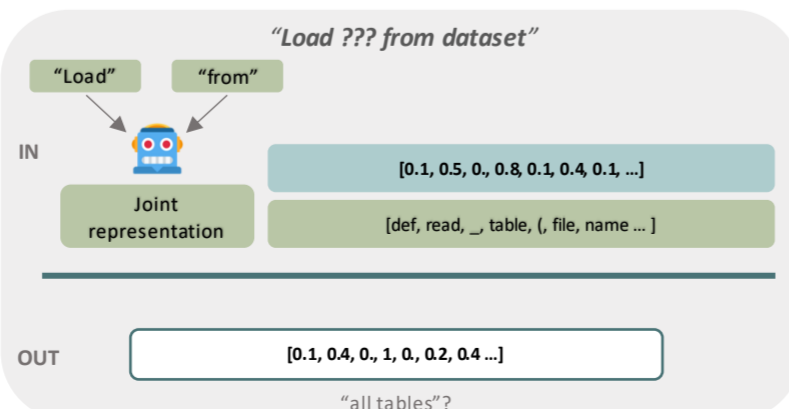 “Load ??? from dataset”
“Load”
“from”
IN
[0.1, 0.5, 0., 0.8, 0.1, 0.4, 0.1, ...]
Joint
representation
[def, read, _, table, (, file, name ... ]
OUT
[0.1, 0.4, 0., 1, 0., 0.2, 0.4 ...]
“all tables”?